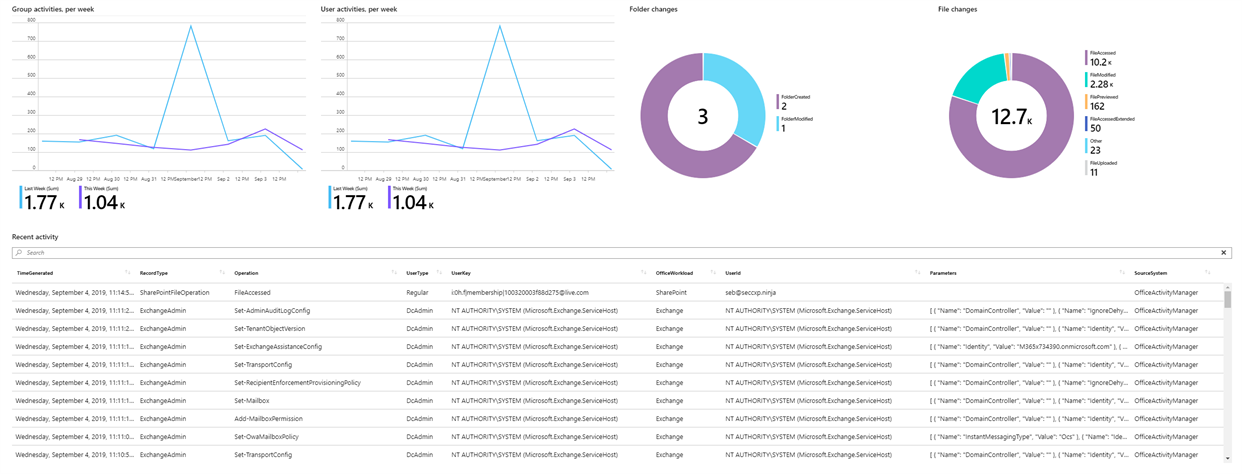 Group activities, per week
800
700
600
500
400
300
200
100
0
12 PM Aug 29 12 PM Aug 30 12 PM Aug 31 12 PM September 12 PM Sep 2 12 PM Sep 3 12 PM
Last Week (Sum)
1.77 K
This Week (Sum)
1.04 K
User activities, per week
800
700
600
500
400
300
200
100
0
12 PM Aug 29 12 PM Aug 30 12 PM Aug 31 12 PM September 12 PM Sep 2 12 PM Sep 3 12 PM
Last Week (Sum)
1.77 K
This Week (Sum)
1.04 K
Folder changes
3
FolderCreated
2
FolderModified
1
File changes
12.7 K
FileAccessed
10.2 K
FileModified
2.28 K
FilePreviewed
162
FileAccessedExtended
50
Other
23
FileUploaded
11
Recent activity
Search
TimeGenerated RecordType Operation UserType UserKey OfficeWorkload UserId Parameters SourceSystem
Wednesday, September 4, 2019, 11:14:5... SharePointFileOperation FileAccessed Regular i:0h.f|membership|100320003f88d275@live.com SharePoint seb@seccxp.ninja OfficeActivityManager
Wednesday, September 4, 2019, 11:11:2... ExchangeAdmin Set-AdminAuditLogConfig DcAdmin NT AUTHORITY\SYSTEM (Microsoft.Exchange.ServiceHost) Exchange NT AUTHORITY\SYSTEM (Microsoft.Exchange.ServiceHost) [ { "Name": "DomainController", "Value": "" }, { "Name": "IgnoreDehy... OfficeActivityManager
Wednesday, September 4, 2019, 11:11:2... ExchangeAdmin Set-TenantObjectVersion DcAdmin NT AUTHORITY\SYSTEM (Microsoft.Exchange.ServiceHost) Exchange NT AUTHORITY\SYSTEM (Microsoft.Exchange.ServiceHost) [ { "Name": "DomainController", "Value": "" }, { "Name": "Identity", "V... OfficeActivityManager
Wednesday, September 4, 2019, 11:11:1... ExchangeAdmin Set-ExchangeAssistanceConfig DcAdmin NT AUTHORITY\SYSTEM (Microsoft.Exchange.ServiceHost) Exchange NT AUTHORITY\SYSTEM (Microsoft.Exchange.ServiceHost) [ { "Name": "Identity", "Value": "M365x734390.onmicrosoft.com" }, { ... OfficeActivityManager
Wednesday, September 4, 2019, 11:11:1... ExchangeAdmin Set-TransportConfig DcAdmin NT AUTHORITY\SYSTEM (Microsoft.Exchange.ServiceHost) Exchange NT AUTHORITY\SYSTEM (Microsoft.Exchange.ServiceHost) [ { "Name": "DomainController", "Value": "" }, { "Name": "Identity", "V... OfficeActivityManager
Wednesday, September 4, 2019, 11:11:1... ExchangeAdmin Set-RecipientEnforcementProvisioningPolicy DcAdmin NT AUTHORITY\SYSTEM (Microsoft.Exchange.ServiceHost) Exchange NT AUTHORITY\SYSTEM (Microsoft.Exchange.ServiceHost) [ { "Name": "DomainController", "Value": "" }, { "Name": "IgnoreDehy... OfficeActivityManager
Wednesday, September 4, 2019, 11:11:1... ExchangeAdmin Set-Mailbox DcAdmin NT AUTHORITY\SYSTEM (Microsoft.Exchange.ServiceHost) Exchange NT AUTHORITY\SYSTEM (Microsoft.Exchange.ServiceHost) [ { "Name": "DomainController", "Value": "" }, { "Name": "Identity", "V... OfficeActivityManager
Wednesday, September 4, 2019, 11:11:1... ExchangeAdmin Add-MailboxPermission DcAdmin NT AUTHORITY\SYSTEM (Microsoft.Exchange.ServiceHost) Exchange NT AUTHORITY\SYSTEM (Microsoft.Exchange.ServiceHost) [ { "Name": "DomainController", "Value": "" }, { "Name": "Identity", "V... OfficeActivityManager
Wednesday, September 4, 2019, 11:11:0... ExchangeAdmin Set-OwaMailboxPolicy DcAdmin NT AUTHORITY\SYSTEM (Microsoft.Exchange.ServiceHost) Exchange NT AUTHORITY\SYSTEM (Microsoft.Exchange.ServiceHost) [ { "Name": "InstantMessagingType", "Value": "Ocs" }, { "Name": "Ide... OfficeActivityManager
Wednesday, September 4, 2019, 11:10:5... ExchangeAdmin Set-TransportConfig DcAdmin NT AUTHORITY\SYSTEM (Microsoft.Exchange.ServiceHost) Exchange NT AUTHORITY\SYSTEM (Microsoft.Exchange.ServiceHost) [ { "Name": "DomainController", "Value": "" }, { "Name": "Identity", "V... OfficeActivityManager